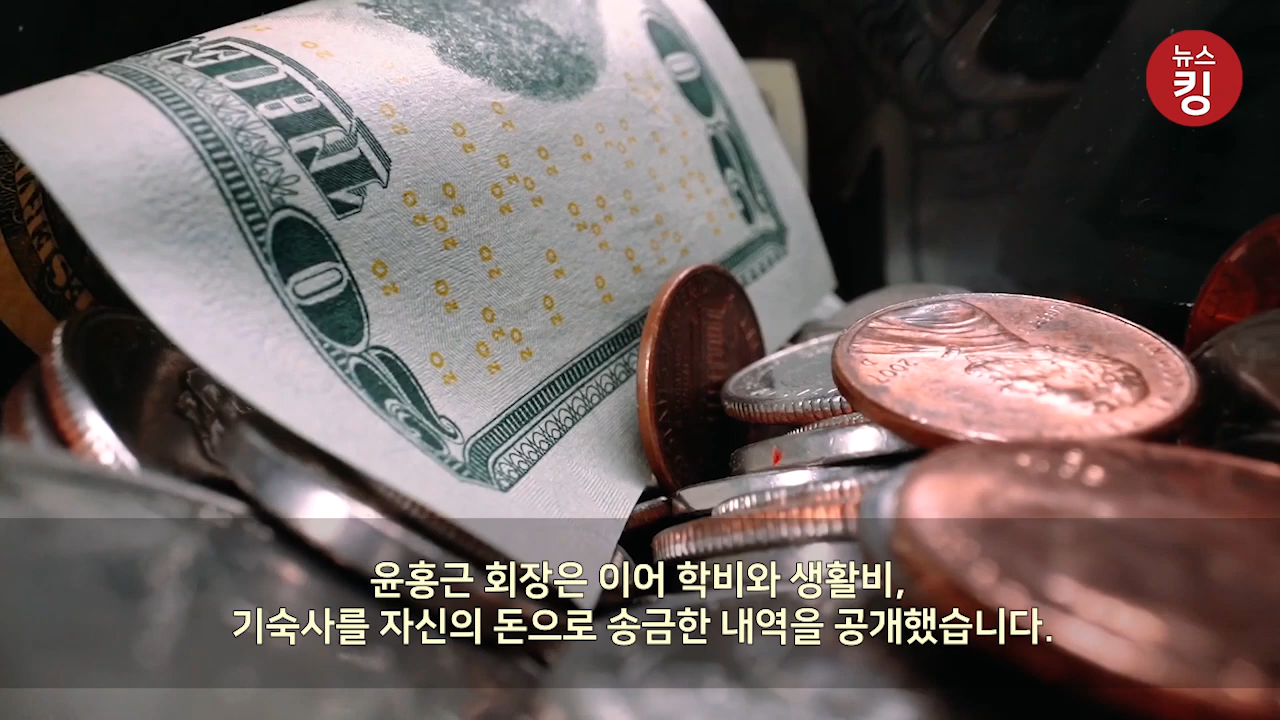 뉴스
킹
윤홍근 회장은 이어 학비와 생활비,
기숙사를 자신의 돈으로 송금한 내역을 공개했습니다.
2007